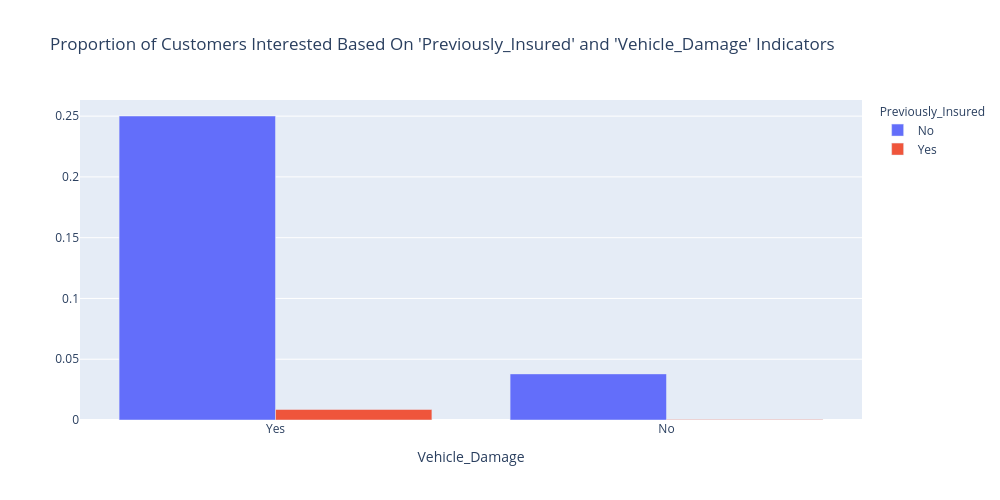 Proportion of Customers Interested Based On 'Previously_Insured' and 'Vehicle_Damage' Indicators
Previously_Insured
No
Yes
0.25
0.2
0.15
0.1
0.05
0
Yes
No
Vehicle_Damage